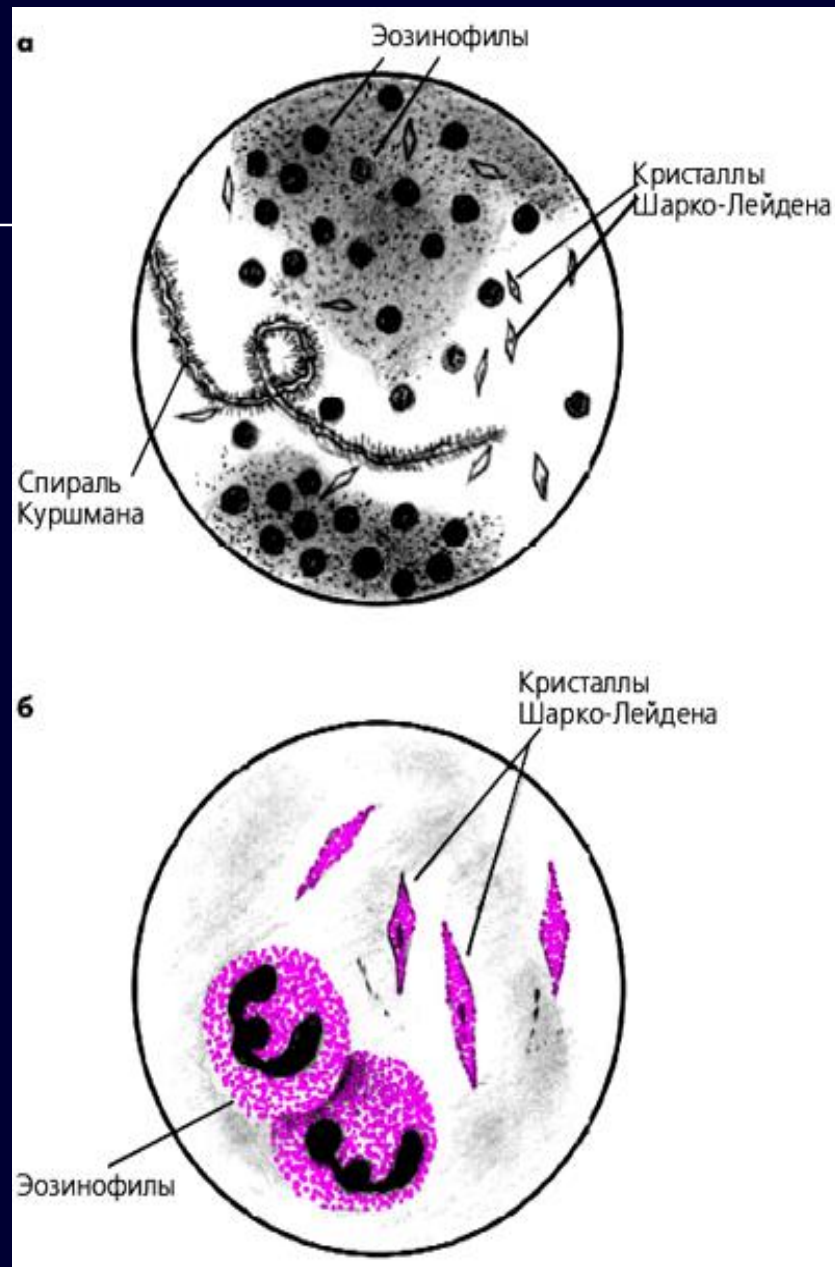 а
Эозинофилы
Кристаллы
Шарко-Лейдена
Спираль
Куршмана
б
Кристаллы
Шарко-Лейдена
Эозинофилы